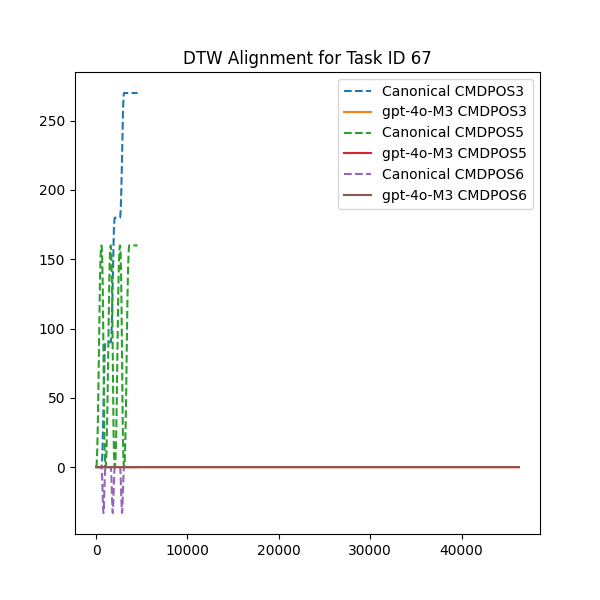 DTW Alignment for Task ID 67
Canonical CMDPOS3
gpt-4o-M3 CMDPOS3
Canonical CMDPOS5
gpt-4o-M3 CMDPOS5
Canonical CMDPOS6
gpt-4o-M3 CMDPOS6
250
200
150
100
50
0
0 10000 20000 30000 40000